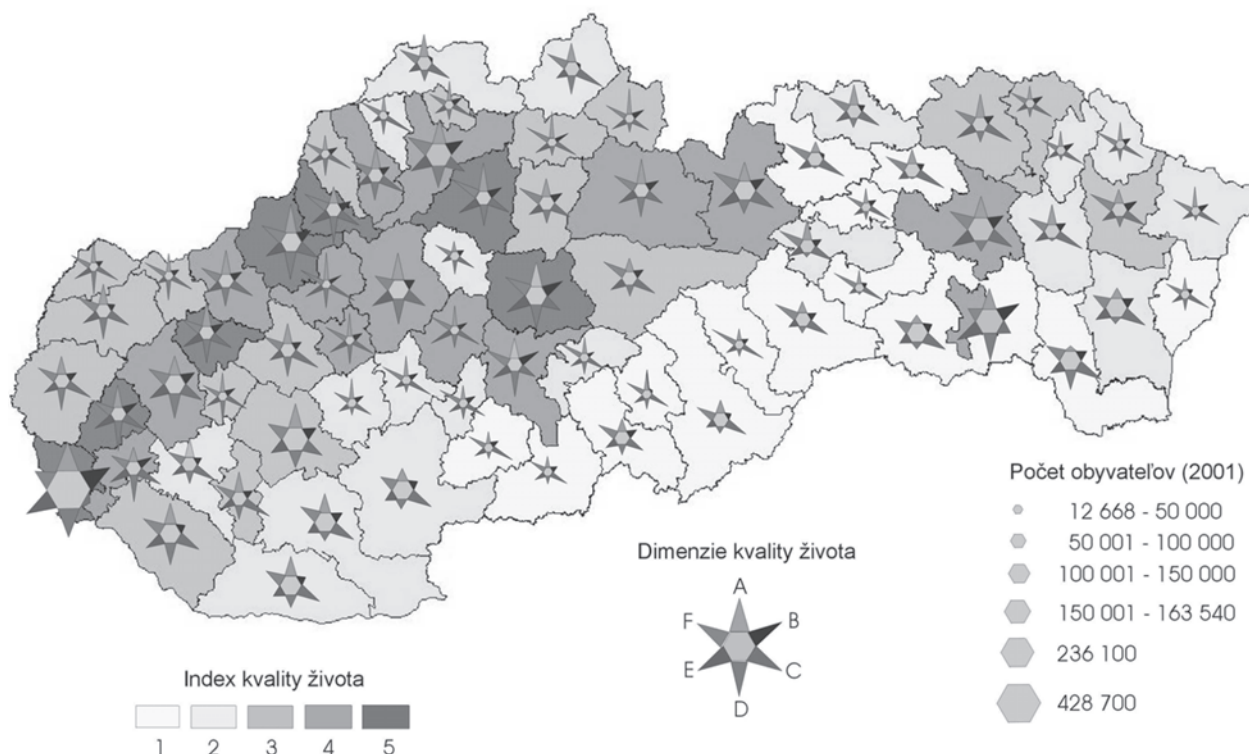 Počet obyvateľov (2001)
12 668 - 50 000
50 001 - 100 000
100 001 - 150 000
150 001 - 163 540
236 100
428 700
Dimenzie kvality života
A
F B
E C
D
Index kvality života
1 2 3 4 5